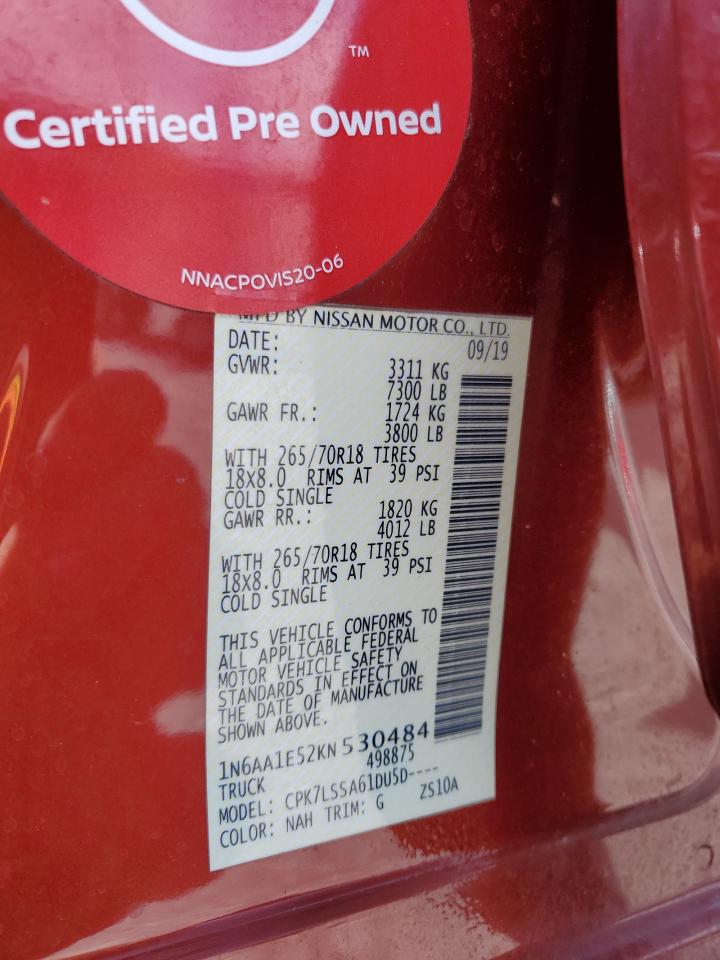 TM
Certified Pre Owned
NNACPOVIS20-06
MFD BY NISSAN MOTOR CO., LTD.
DATE: 09/19
GVWR: 3311 KG
7300 LB
GAWR FR.: 1724 KG
3800 LB
WITH 265/70R18 TIRES
18X8.0 RIMS AT 39 PSI
COLD SINGLE
GAWR RR.: 1820 KG
4012 LB
WITH 265/70R18 TIRES
18X8.0 RIMS AT 39 PSI
COLD SINGLE
THIS VEHICLE CONFORMS TO
ALL APPLICABLE FEDERAL
MOTOR VEHICLE SAFETY
STANDARDS IN EFFECT ON
THE DATE OF MANUFACTURE
SHOWN ABOVE.
1N6AA1E52KN530484
TRUCK 498875
MODEL: CPK7LSSA61DU5D----
COLOR: NAH TRIM: G ZS10A